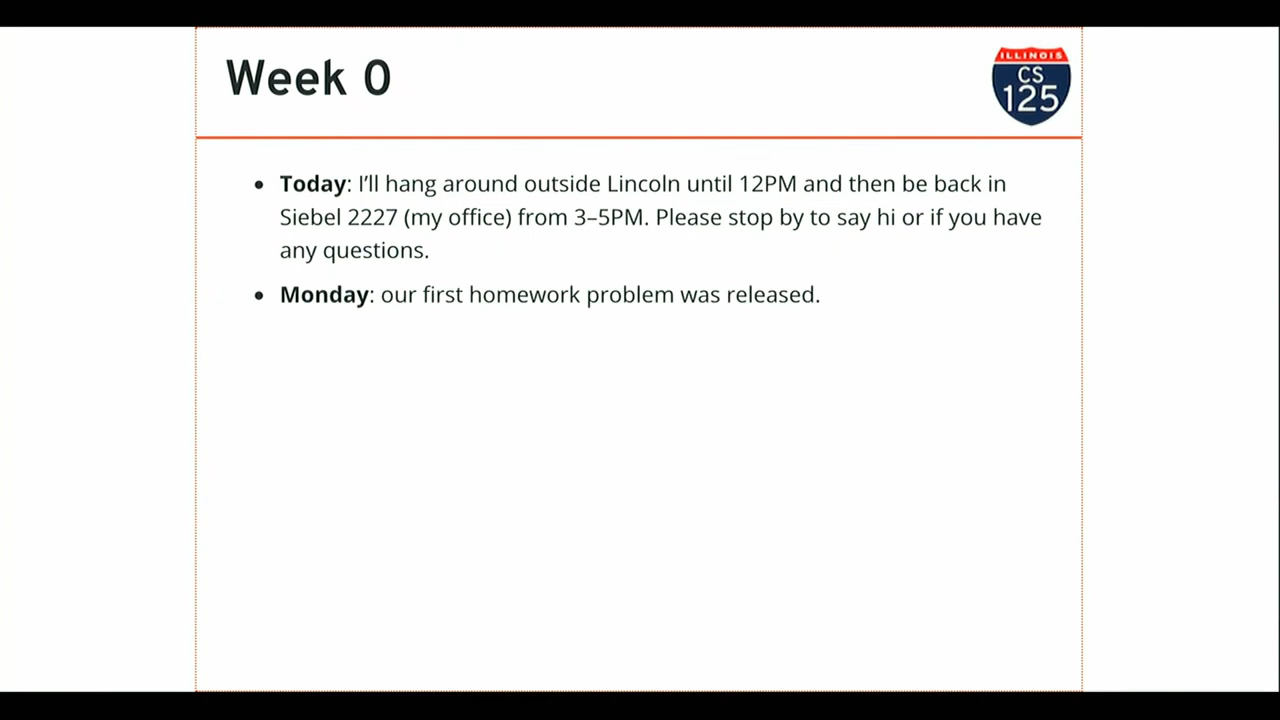 Week 0
ILLINOIS
CS
125
• Today: I'll hang around outside Lincoln until 12PM and then be back in
Siebel 2227 (my office) from 3–5PM. Please stop by to say hi or if you have
any questions.
• Monday: our first homework problem was released.